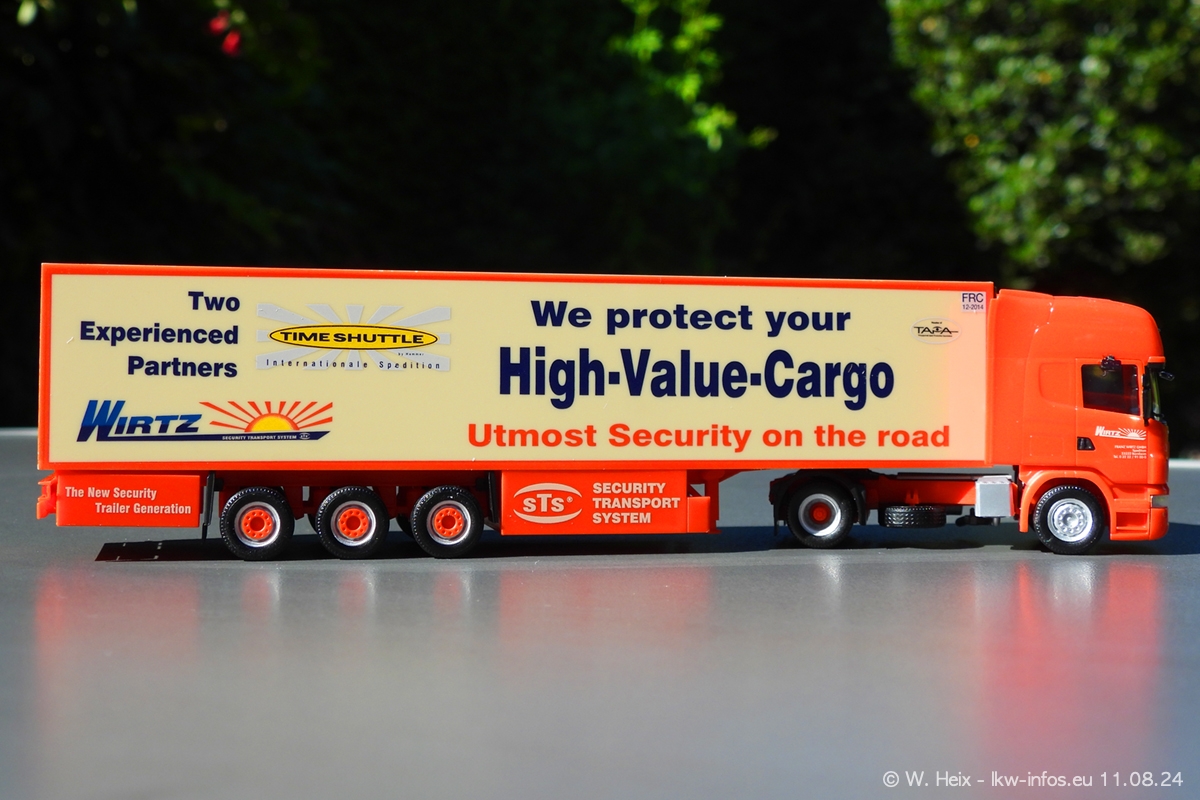 Two
Experienced
Partners
TIME SHUTTLE
Internationale Spedition
WIRTZ
SECURITY TRANSPORT SYSTEM
We protect your
High-Value-Cargo
Utmost Security on the road
FRC
12-2014
TAPA
WIRTZ
The New Security
Trailer Generation
STS®
SECURITY
TRANSPORT
SYSTEM
© W. Heix - lkw-infos.eu 11.08.24